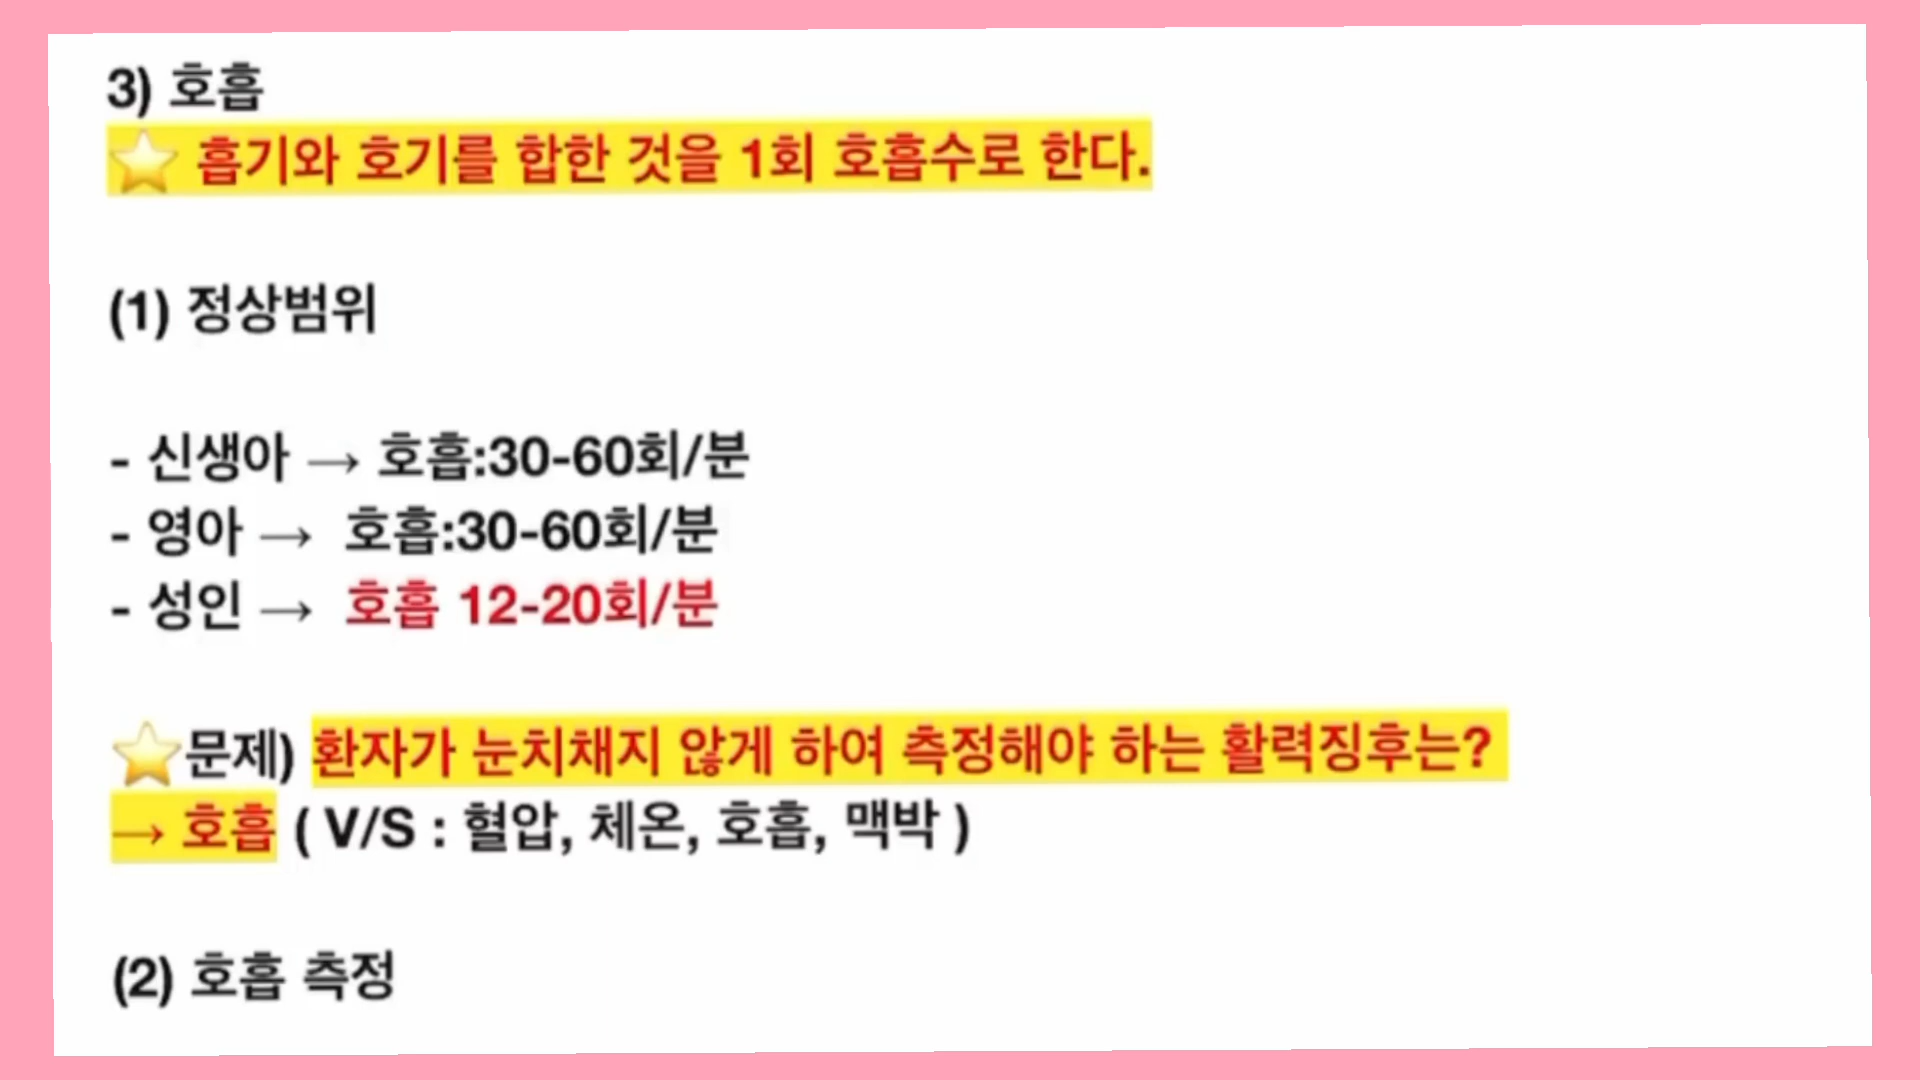 3) 호흡
⭐ 흡기와 호기를 합한 것을 1회 호흡수로 한다.
(1) 정상범위
- 신생아 → 호흡:30-60회/분
- 영아 → 호흡:30-60회/분
- 성인 → 호흡 12-20회/분
⭐문제) 환자가 눈치채지 않게 하여 측정해야 하는 활력징후는?
→ 호흡 ( V/S : 혈압, 체온, 호흡, 맥박 )
(2) 호흡 측정